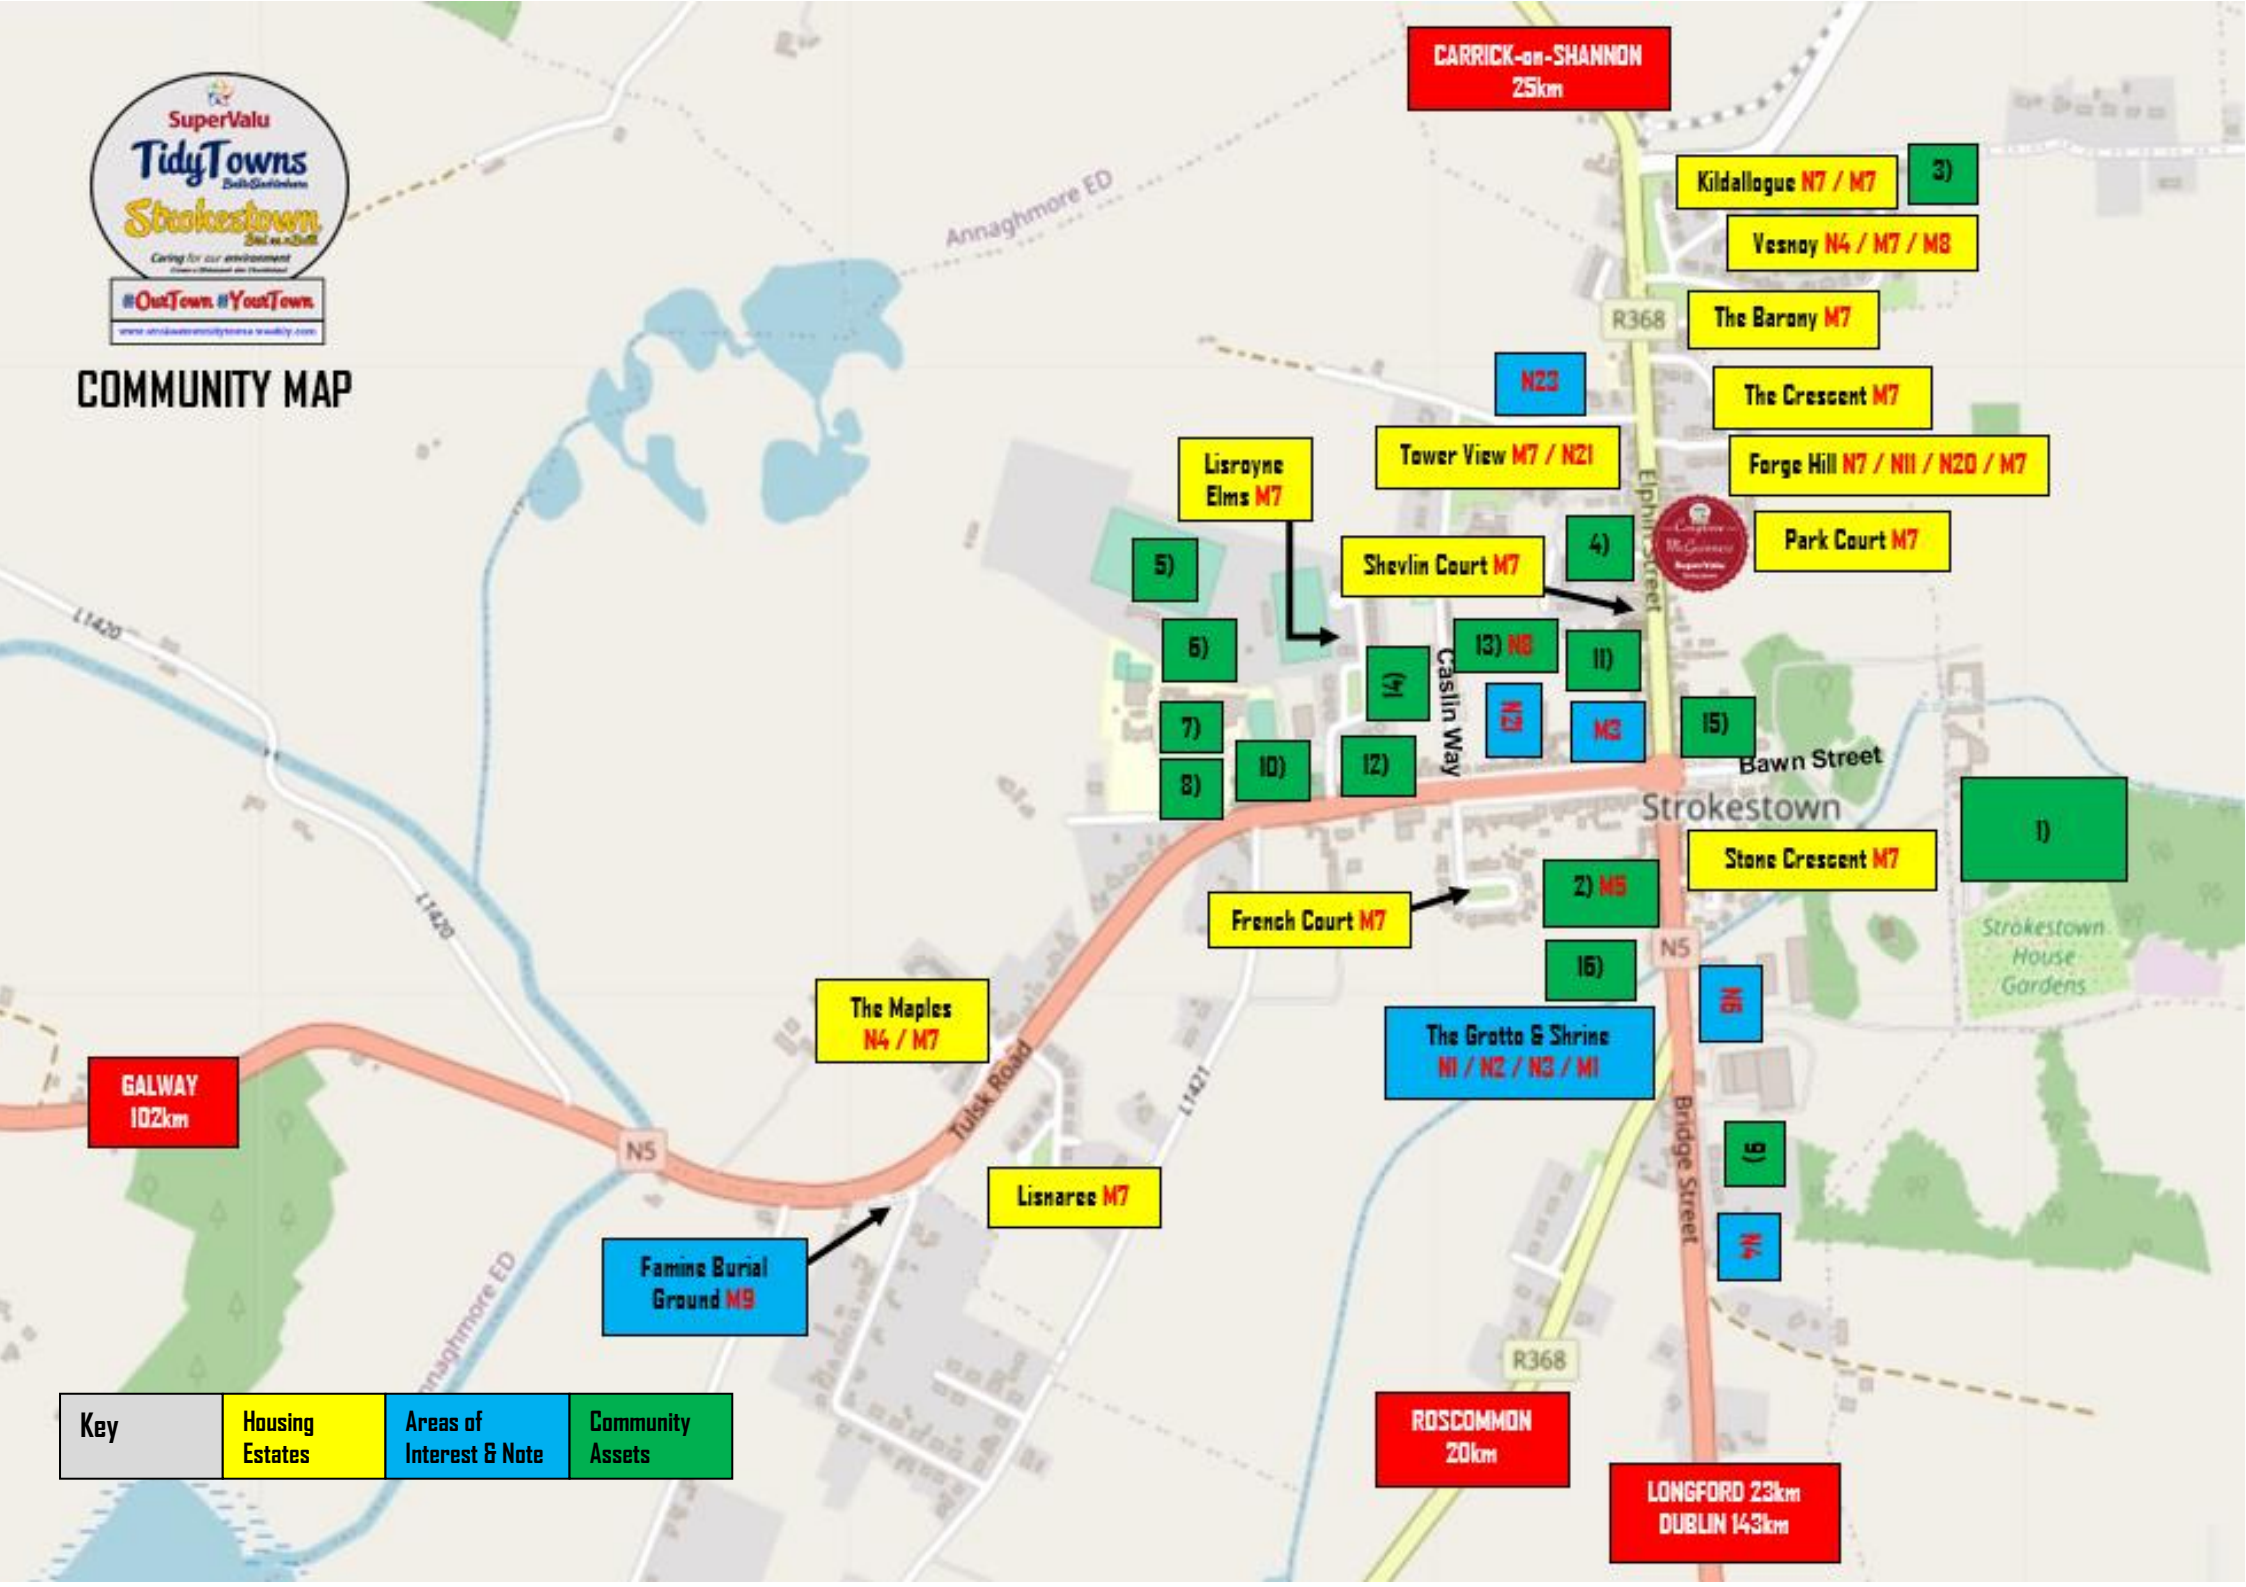 SuperValu
TidyTowns
Strokestown
Caring for our environment
#OurTown #YourTown
COMMUNITY MAP
CARRICK-on-SHANNON
25km
Annaghmore ED
Kildallogue N7 / M7
3)
Vesnoy N4 / M7 / M8
R368
The Barony M7
N23
The Crescent M7
Tower View M7 / N21
Forge Hill N7 / N11 / N20 / M7
Lisroyne
Elms M7
Elphin Street
SuperValu
Park Court M7
4)
Shevlin Court M7
5)
6)
13) N8
11)
14)
Caslin Way
N21
M3
15)
7)
8)
10)
12)
Bawn Street
Strokestown
L1420
L1420
1)
Stone Crescent M7
2) M5
French Court M7
N5
16)
Strokestown
House
Gardens
N6
The Grotto & Shrine
N1 / N2 / N3 / M1
The Maples
N4 / M7
Tulsk Road
L1421
GALWAY
102km
N5
Bridge Street
9)
N4
Lisnaree M7
Famine Burial
Ground M9
nnaghmore ED
R368
Key
Housing
Estates
Areas of
Interest & Note
Community
Assets
ROSCOMMON
20km
LONGFORD 23km
DUBLIN 143km